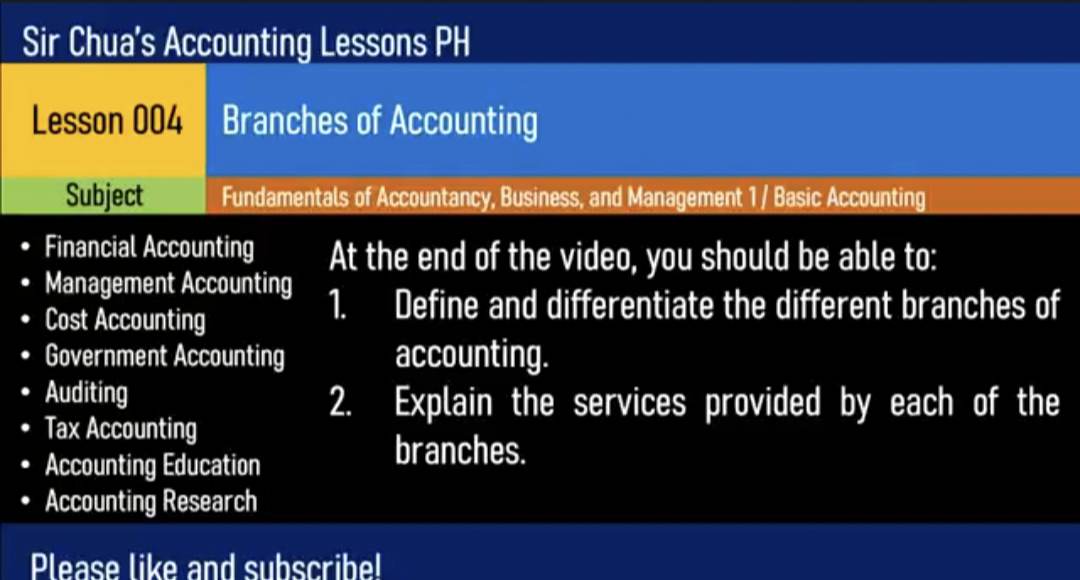 Sir Chua's Accounting Lessons PH
Lesson 004
Branches of Accounting
Subject
Fundamentals of Accountancy, Business, and Management 1 / Basic Accounting
• Financial Accounting
• Management Accounting
• Cost Accounting
• Government Accounting
• Auditing
• Tax Accounting
• Accounting Education
• Accounting Research
At the end of the video, you should be able to:
1. Define and differentiate the different branches of
accounting.
2. Explain the services provided by each of the
branches.
Please like and subscribe!